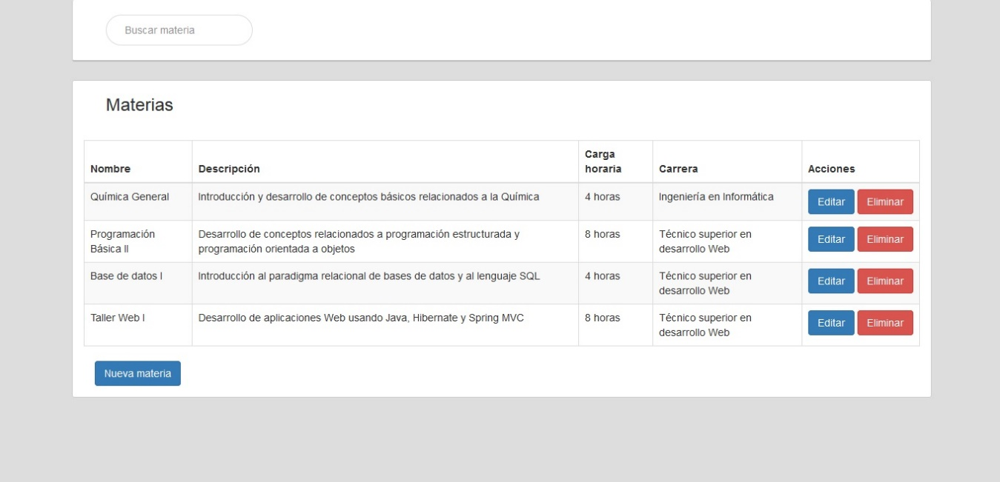 Buscar materia
Materias
Nombre Descripción Carga horaria Carrera Acciones
Química General Introducción y desarrollo de conceptos básicos relacionados a la Química 4 horas Ingeniería en Informática Editar Eliminar
Programación Básica II Desarrollo de conceptos relacionados a programación estructurada y programación orientada a objetos 8 horas Técnico superior en desarrollo Web Editar Eliminar
Base de datos I Introducción al paradigma relacional de bases de datos y al lenguaje SQL 4 horas Técnico superior en desarrollo Web Editar Eliminar
Taller Web I Desarrollo de aplicaciones Web usando Java, Hibernate y Spring MVC 8 horas Técnico superior en desarrollo Web Editar Eliminar
Nueva materia